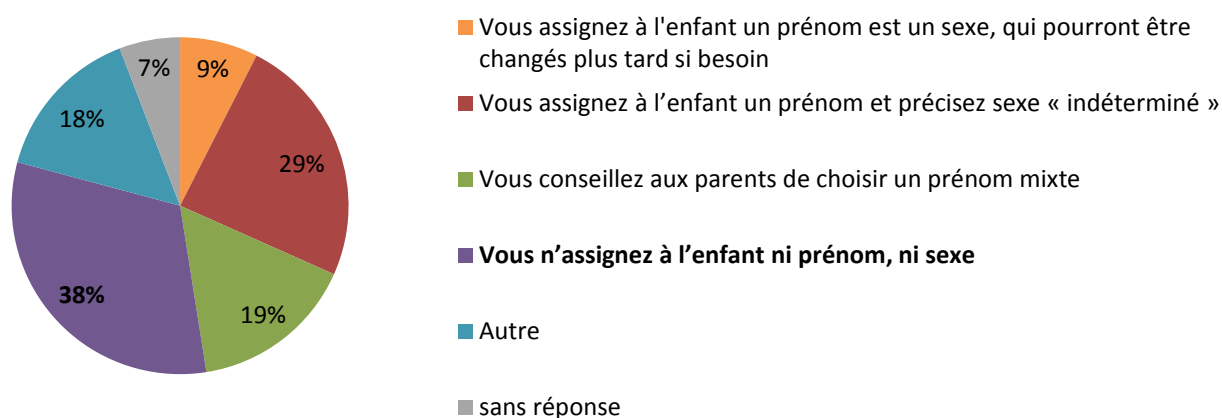 7%
9%
18%
29%
38%
19%
Vous assignez à l'enfant un prénom est un sexe, qui pourront être
changés plus tard si besoin
Vous assignez à l’enfant un prénom et précisez sexe « indéterminé »
Vous conseillez aux parents de choisir un prénom mixte
Vous n’assignez à l’enfant ni prénom, ni sexe
Autre
sans réponse